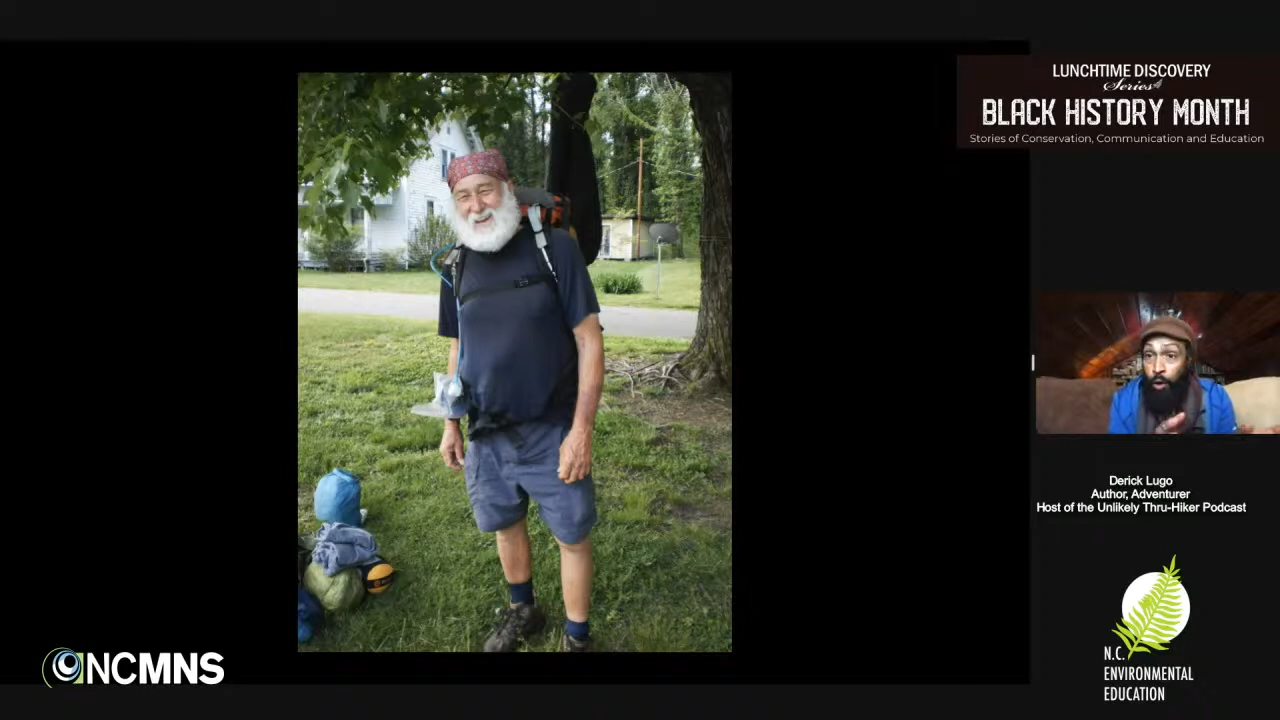 LUNCHTIME DISCOVERY
Series
BLACK HISTORY MONTH
Stories of Conservation, Communication and Education
Derick Lugo
Author, Adventurer
Host of the Unlikely Thru-Hiker Podcast
NCMNS
N.C.
ENVIRONMENTAL
EDUCATION